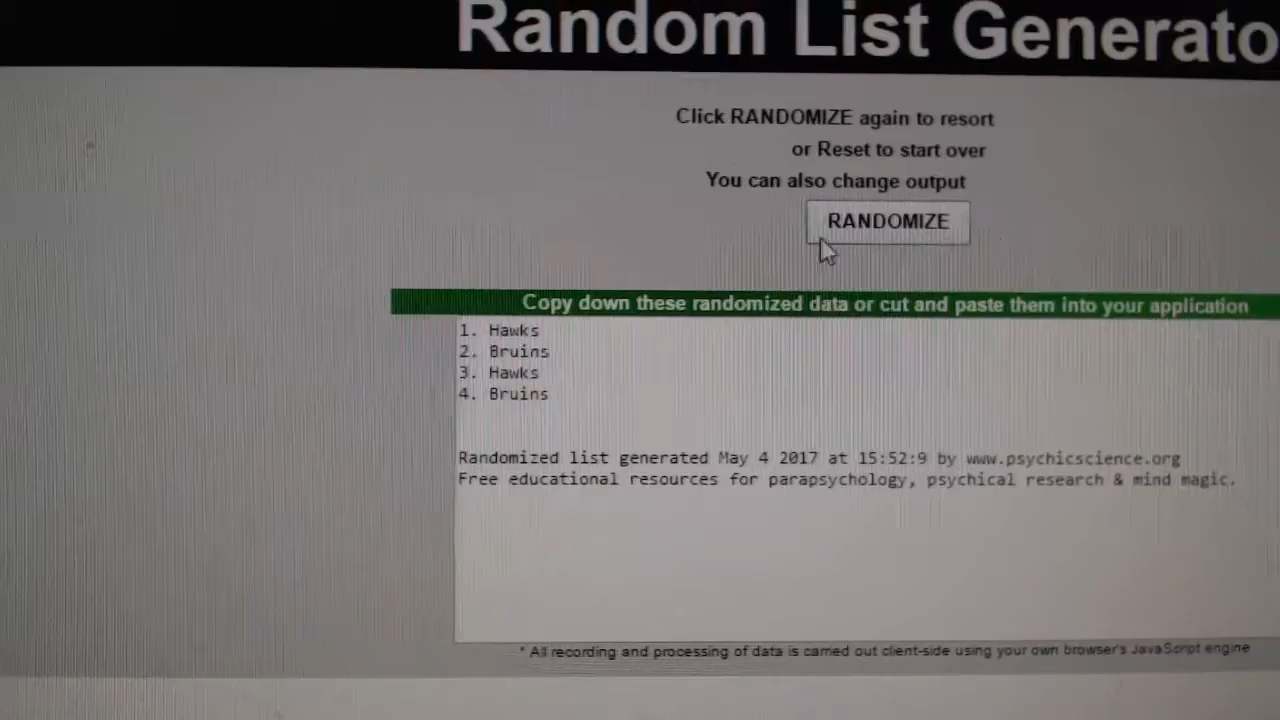 Random List Generato
Click RANDOMIZE again to resort
or Reset to start over
You can also change output
RANDOMIZE
Copy down these randomized data or cut and paste them into your application
1. Hawks
2. Bruins
3. Hawks
4. Bruins
Randomized list generated May 4 2017 at 15:52:9 by www.psychicscience.org
Free educational resources for parapsychology, psychical research & mind magic.
* All recording and processing of data is carried out client-side using your own browser's JavaScript engine